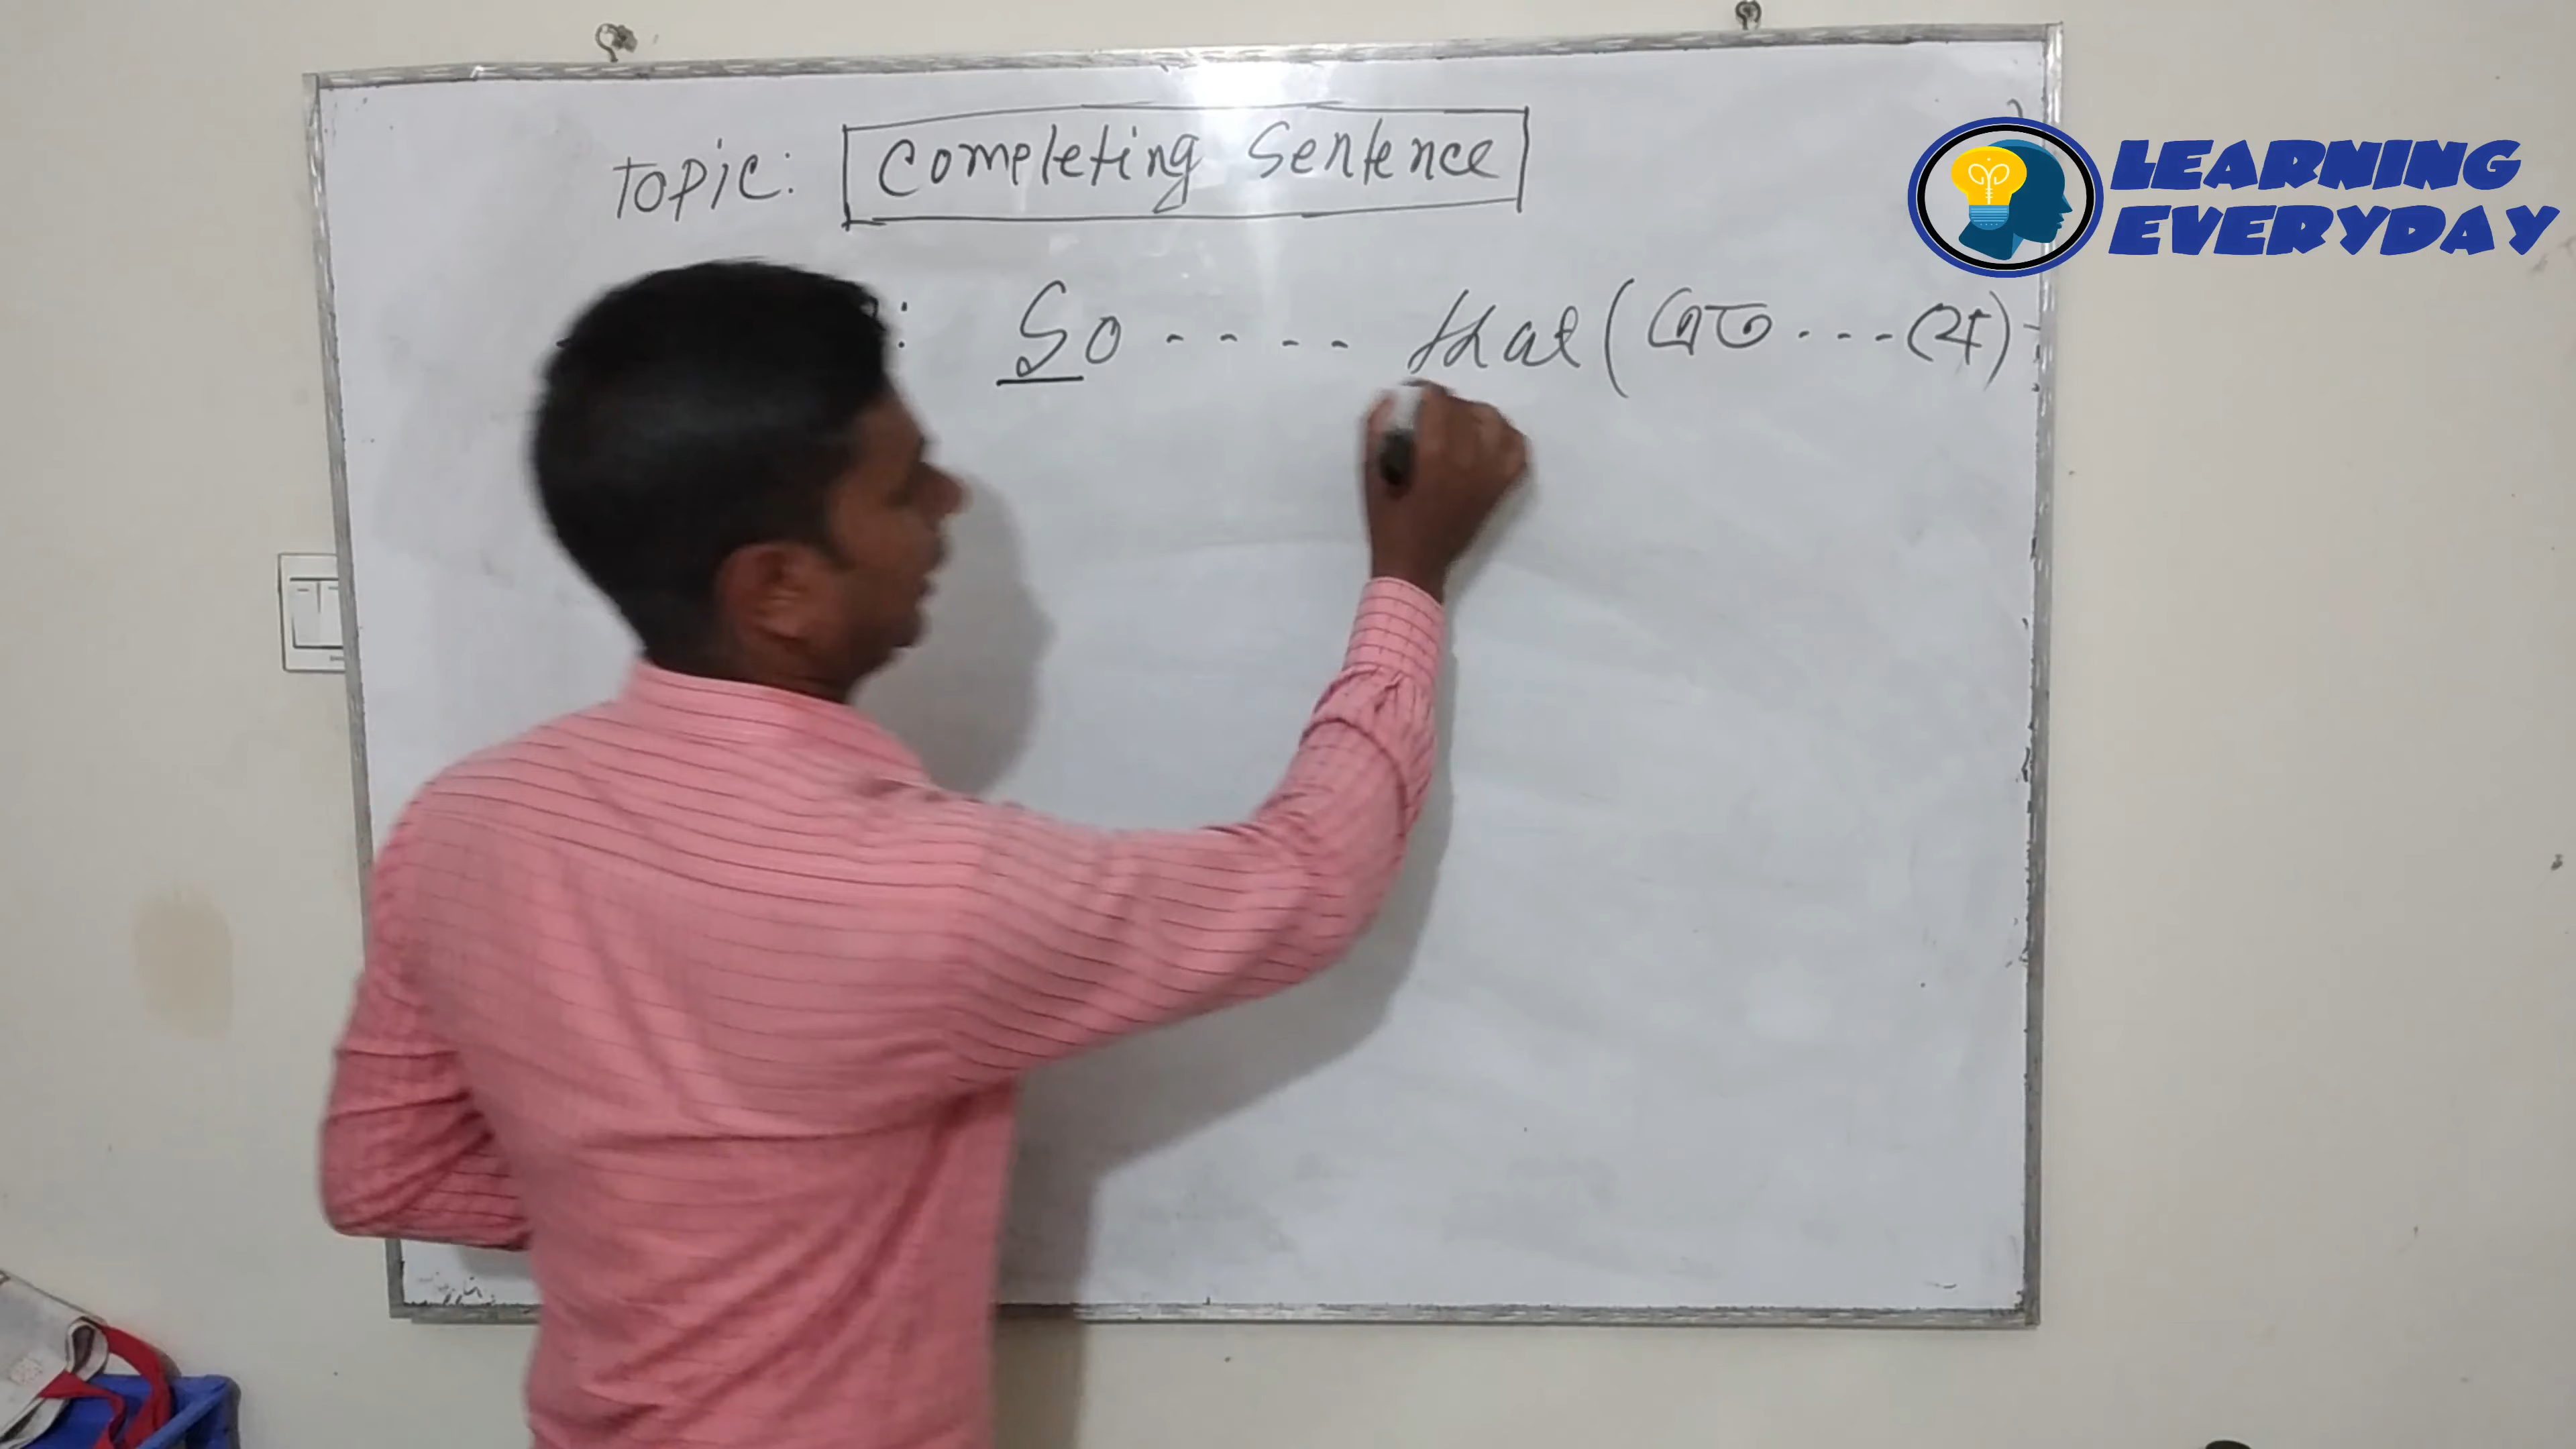 Topic: Completing Sentence
LEARNING
EVERYDAY
: So ---- that (এত ---যে)